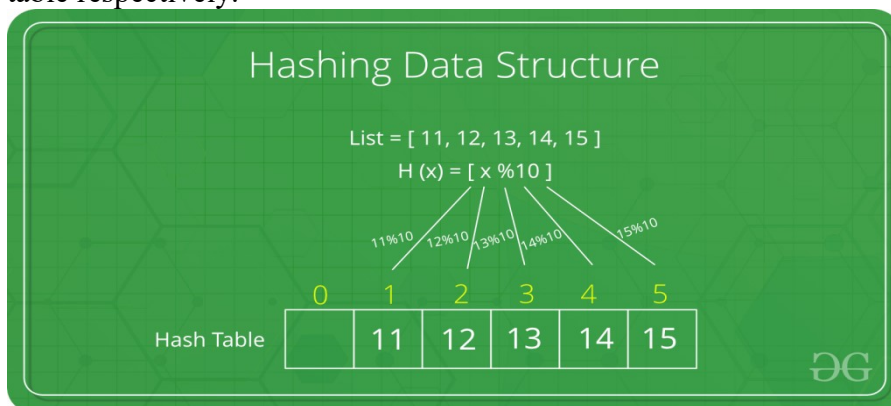 table respectively.
Hashing Data Structure
List = [ 11, 12, 13, 14, 15 ]
H (x) = [ x %10 ]
11%10 12%10 13%10 14%10 15%10
0 1 2 3 4 5
Hash Table 11 12 13 14 15
GG